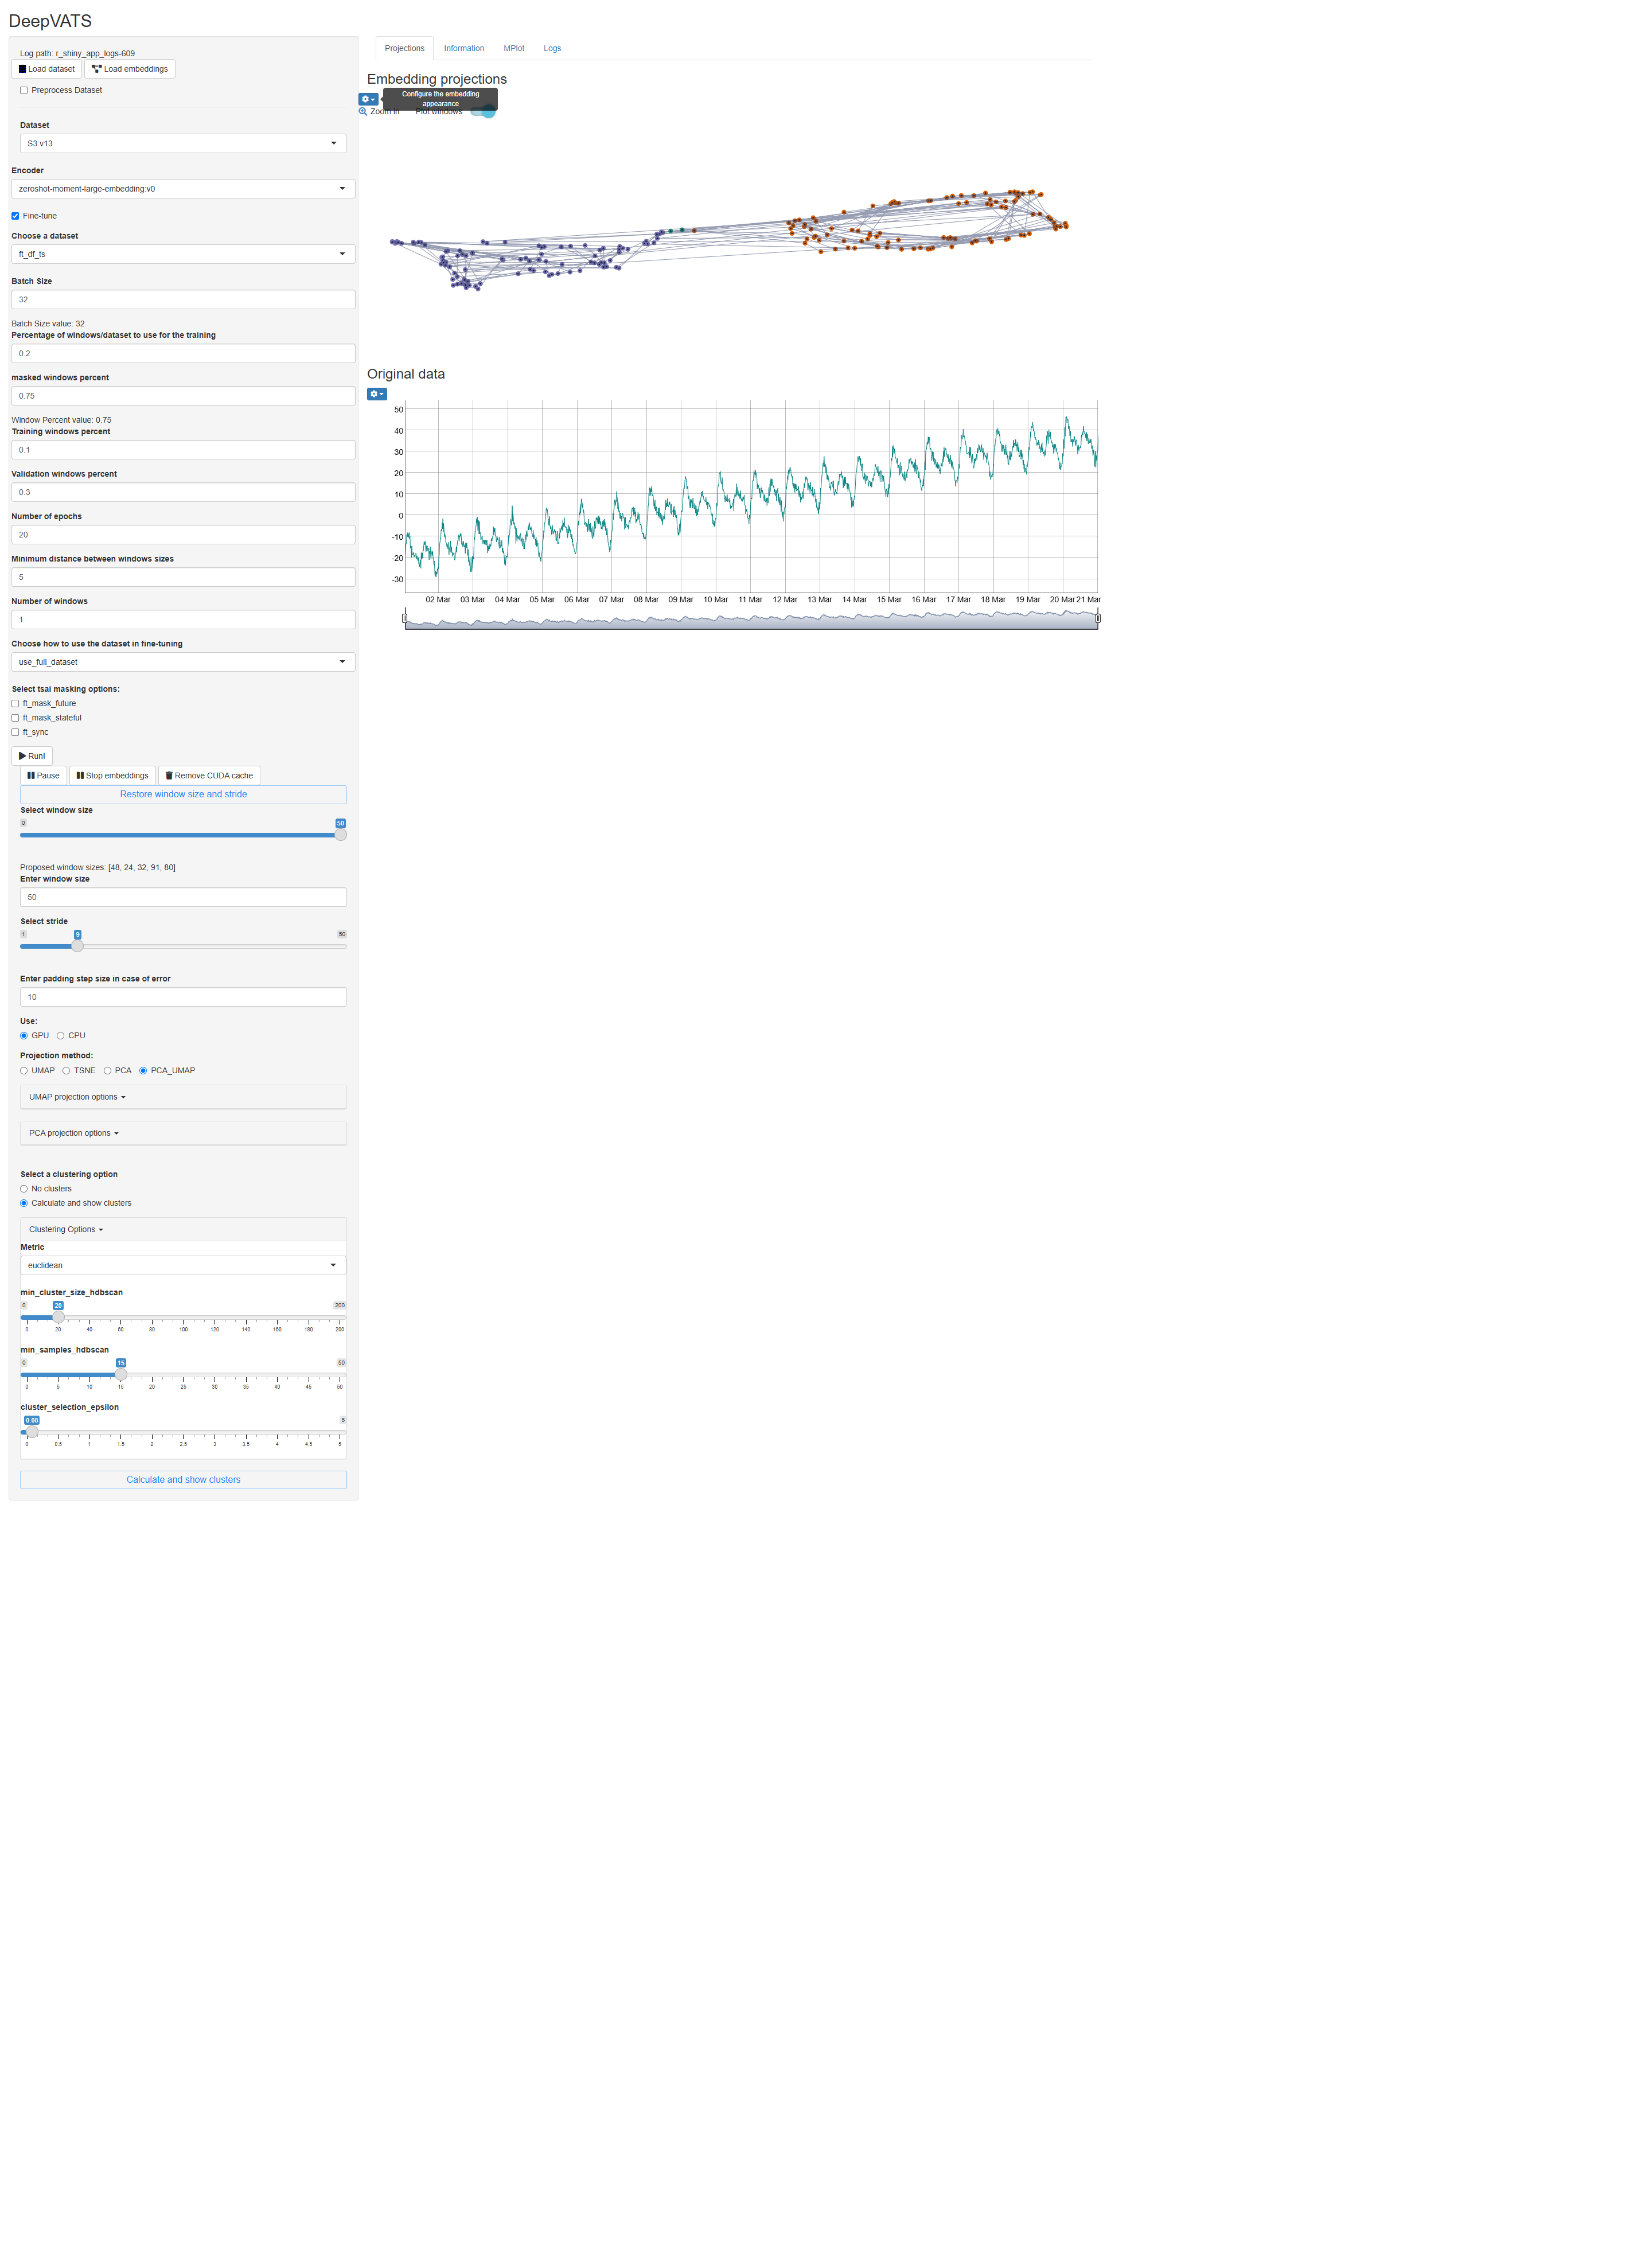 DeepVATS
Log path: r_shiny_app_logs-609
Load dataset
Load embeddings
Preprocess Dataset
Dataset
S3:v13
Encoder
zeroshot-moment-large-embedding:v0
Fine-tune
Choose a dataset
ft_df_ts
Batch Size
32
Batch Size value: 32
Percentage of windows/dataset to use for the training
0.2
masked windows percent
0.75
Window Percent value: 0.75
Training windows percent
0.1
Validation windows percent
0.3
Number of epochs
20
Minimum distance between windows sizes
5
Number of windows
1
Choose how to use the dataset in fine-tuning
use_full_dataset
Select tsai masking options:
ft_mask_future
ft_mask_stateful
ft_sync
Run!
Pause
Stop embeddings
Remove CUDA cache
Restore window size and stride
Select window size
0 50
Proposed window sizes: [48, 24, 32, 91, 80]
Enter window size
50
Select stride
1 9 50
Enter padding step size in case of error
10
Use:
GPU CPU
Projection method:
UMAP TSNE PCA PCA_UMAP
UMAP projection options
PCA projection options
Select a clustering option
No clusters
Calculate and show clusters
Clustering Options
Metric
euclidean
min_cluster_size_hdbscan
0 20 200
0 20 40 60 80 100 120 140 160 180 200
min_samples_hdbscan
0 15 50
0 5 10 15 20 25 30 35 40 45 50
cluster_selection_epsilon
0.08 5
0 0.5 1 1.5 2 2.5 3 3.5 4 4.5 5
Calculate and show clusters
Projections Information MPlot Logs
Embedding projections
Configure the embedding
appearance
Zoom in
Plot windows
Original data
50
40
30
20
10
0
-10
-20
-30
02 Mar 03 Mar 04 Mar 05 Mar 06 Mar 07 Mar 08 Mar 09 Mar 10 Mar 11 Mar 12 Mar 13 Mar 14 Mar 15 Mar 16 Mar 17 Mar 18 Mar 19 Mar 20 Mar 21 Mar